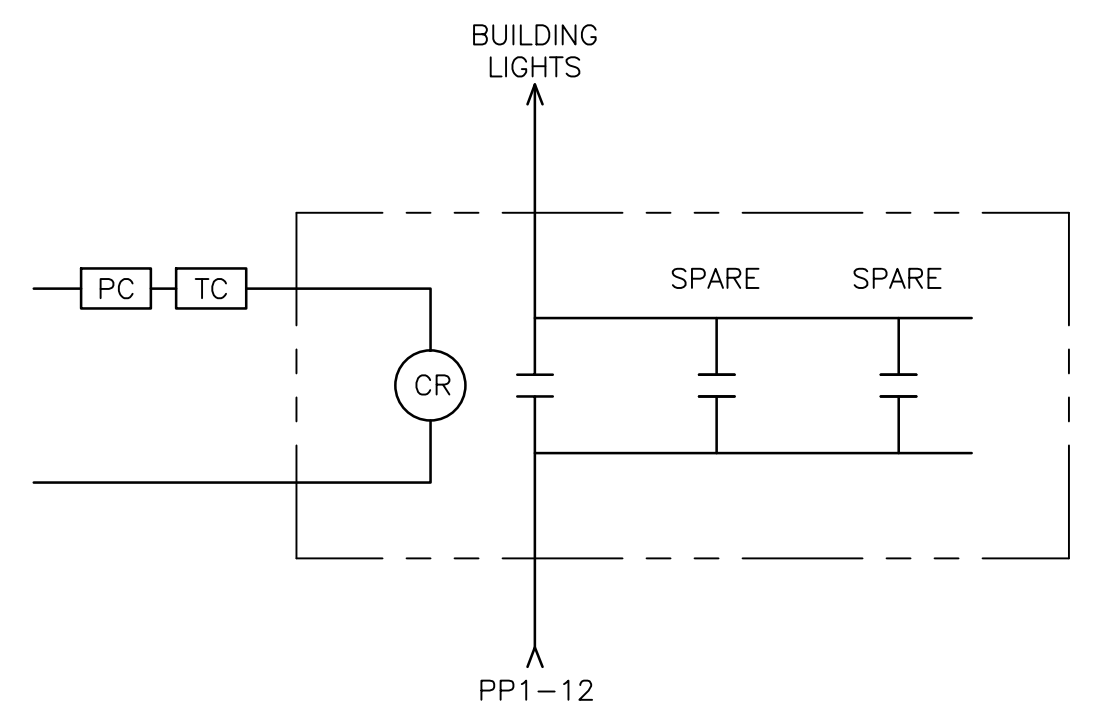 BUILDING
LIGHTS
SPARE
SPARE
PC
TC
CR
PP1-12